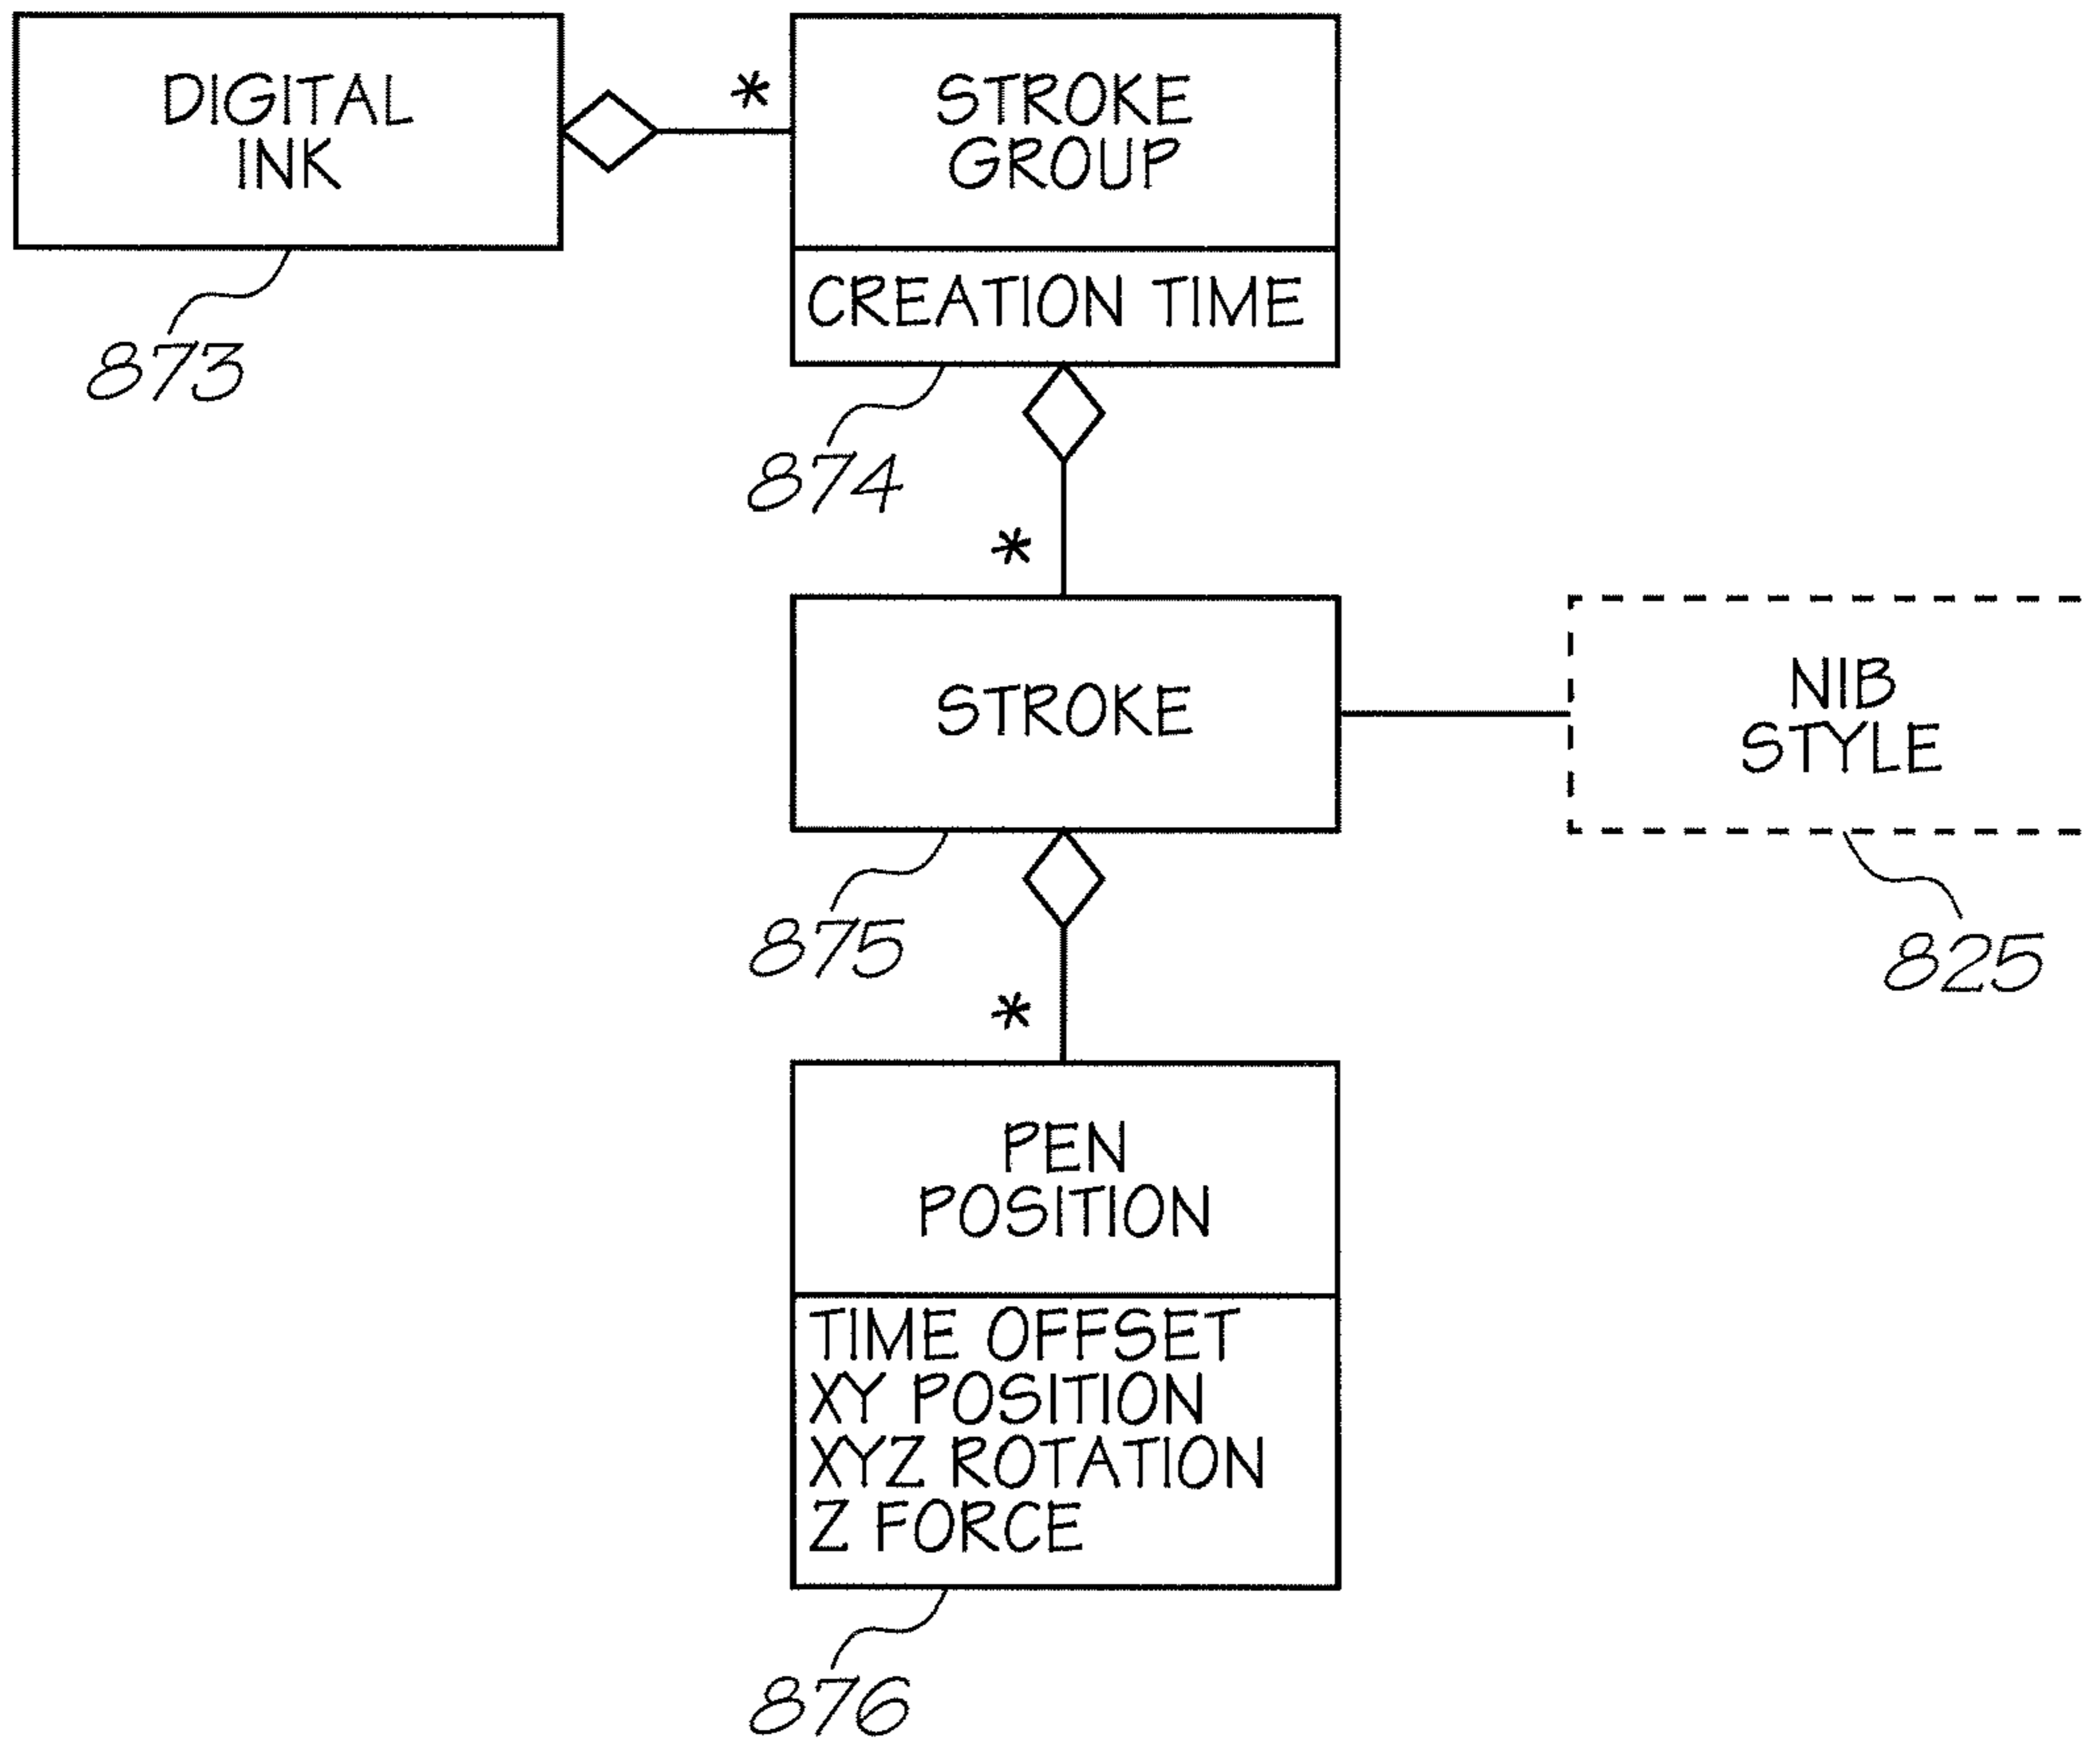 DIGITAL
INK
873
*
STROKE
GROUP
CREATION TIME
874
*
STROKE
875
NIB
STYLE
825
*
PEN
POSITION
TIME OFFSET
XY POSITION
XYZ ROTATION
Z FORCE
876